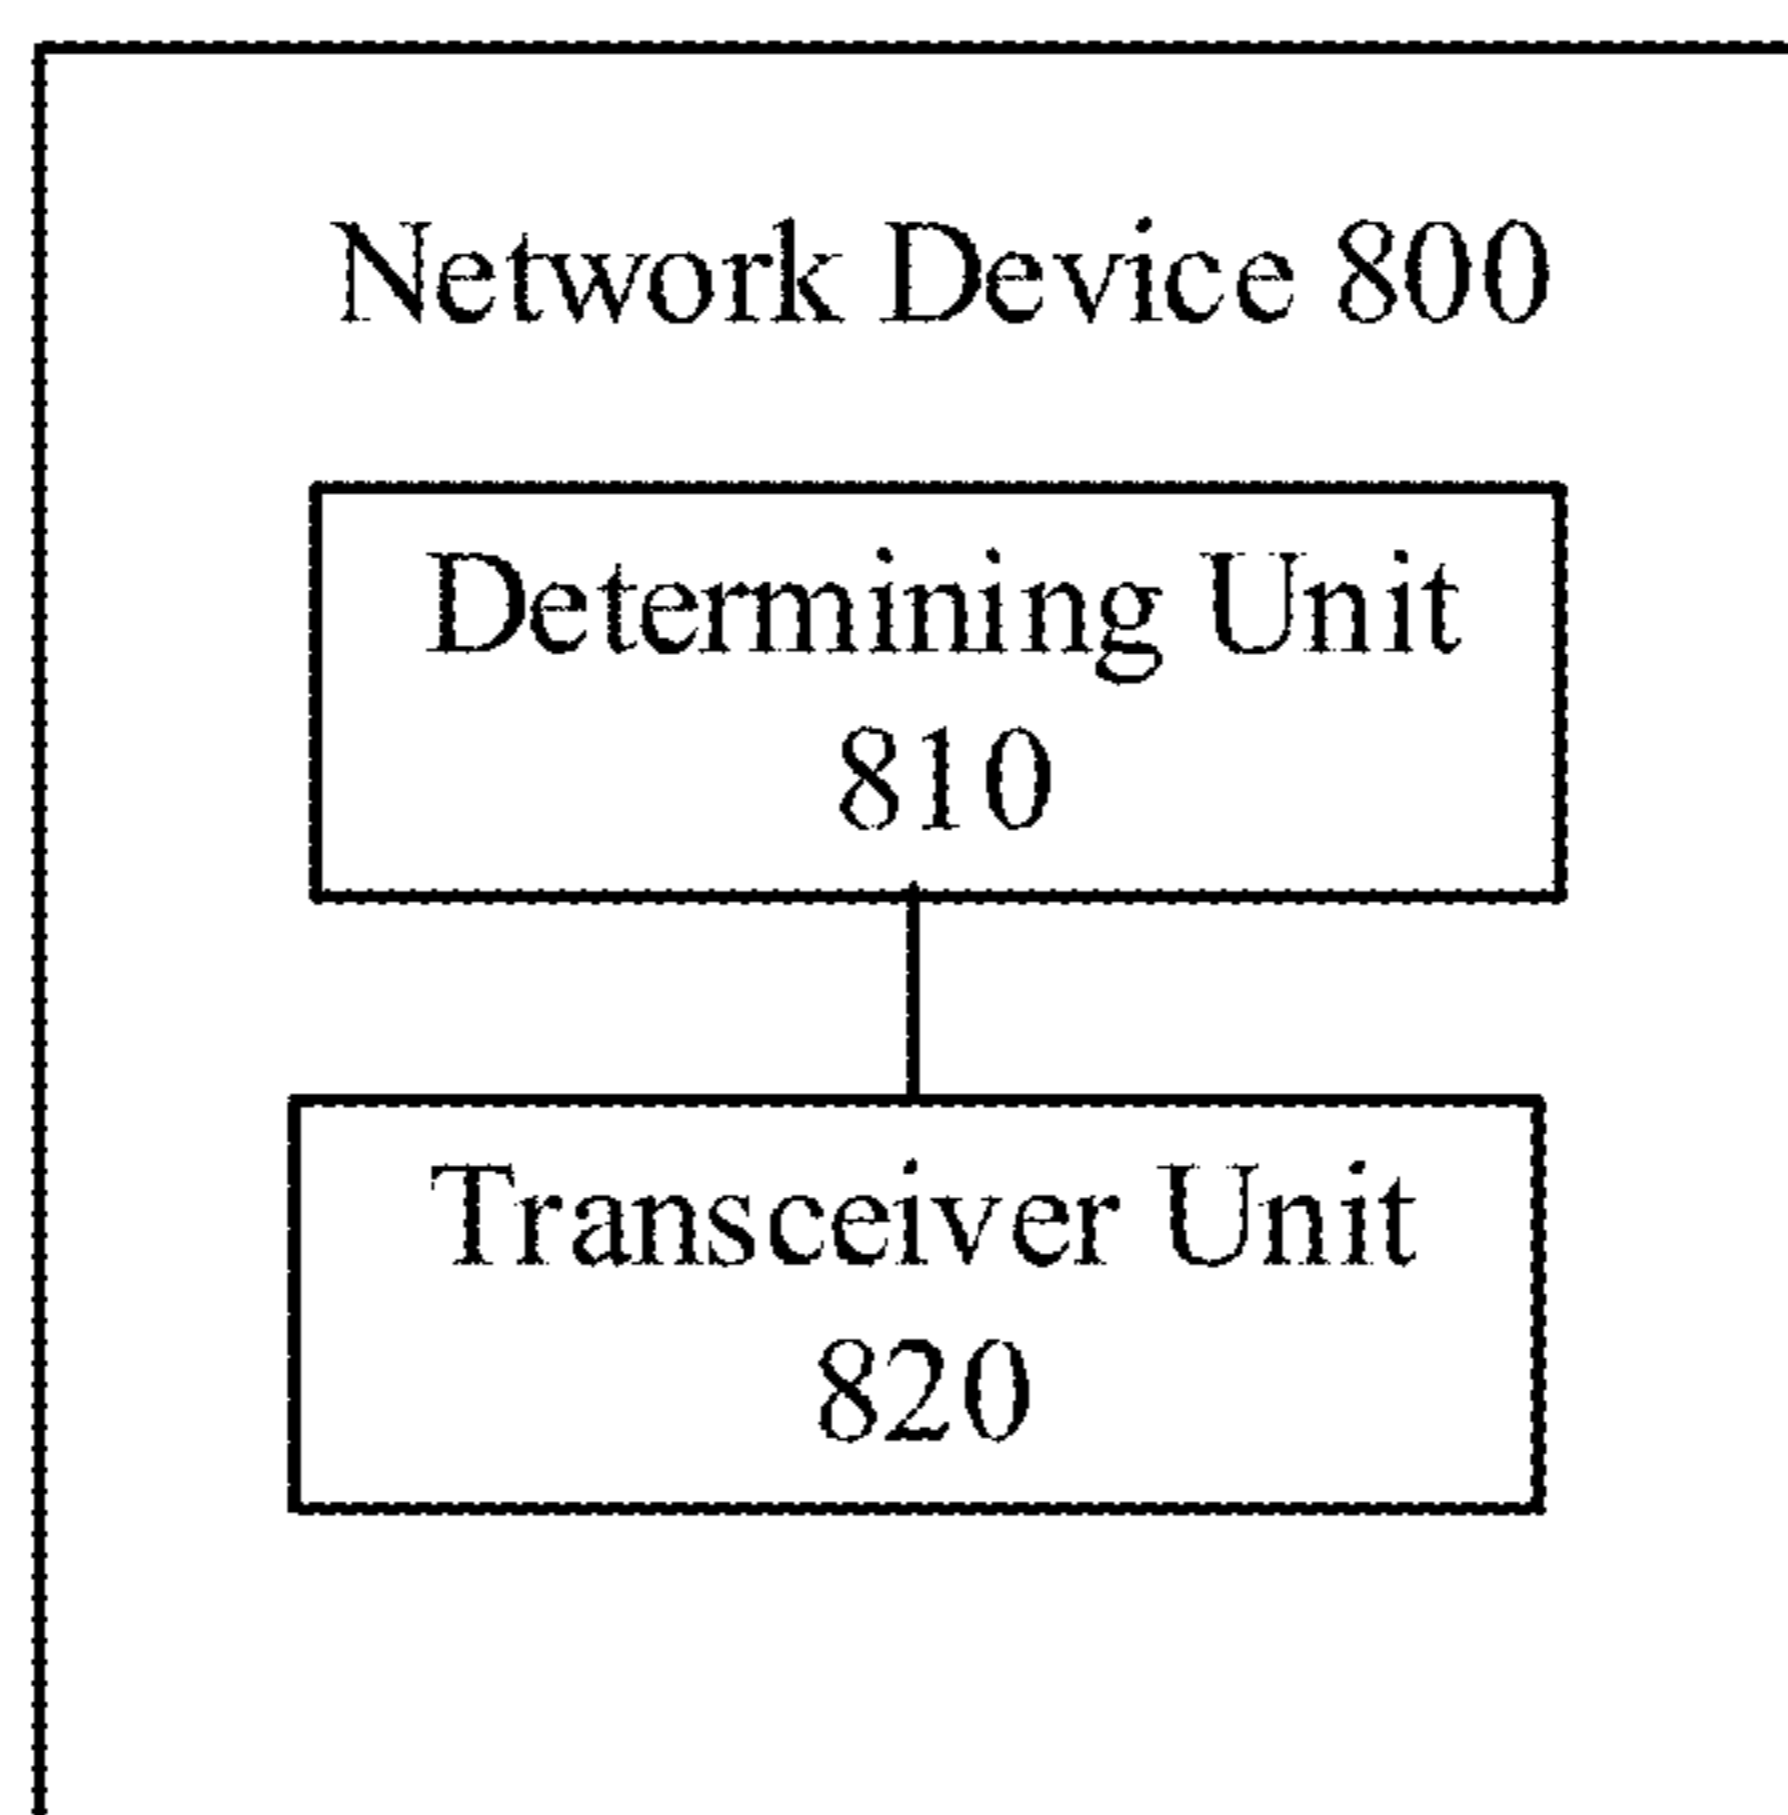 Network Device 800
Determining Unit
810
Transceiver Unit
820